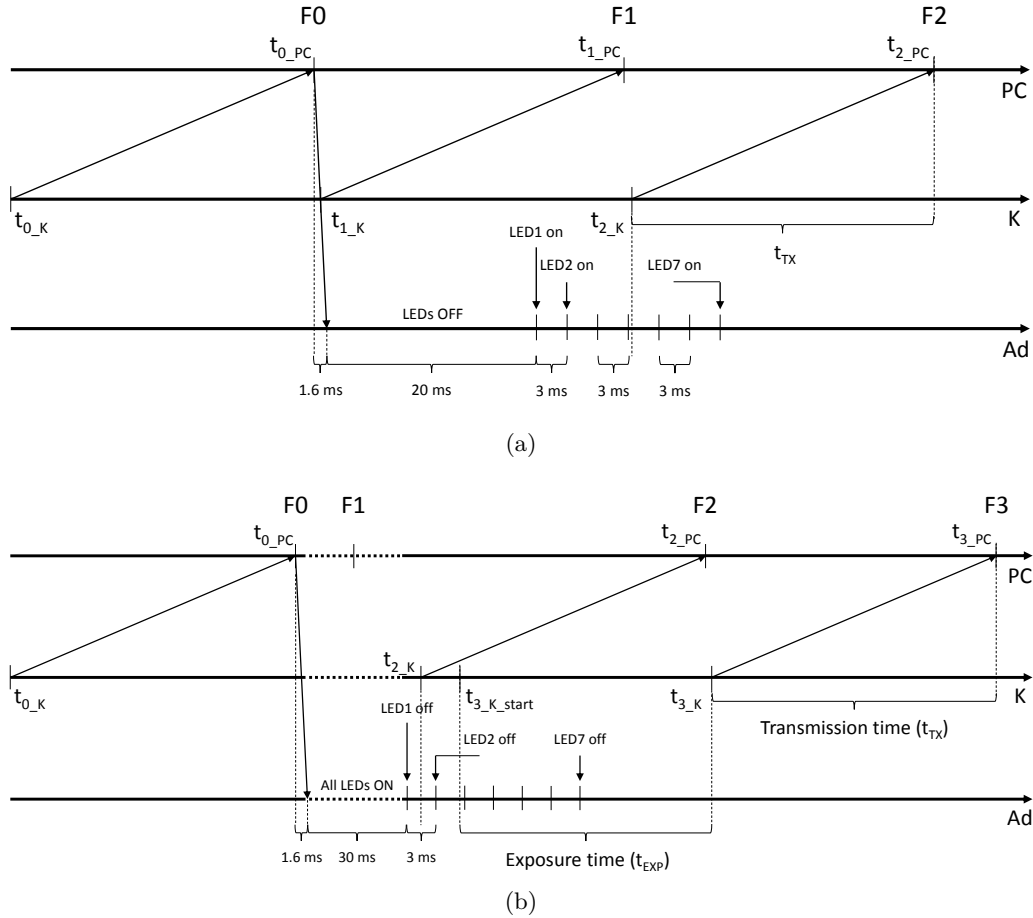 F0 F1 F2
t0_PC t1_PC t2_PC
PC
t0_K t1_K t2_K
K
tTX
LED1 on
LED2 on LED7 on
LEDs OFF
Ad
1.6 ms 20 ms 3 ms 3 ms 3 ms
(a)
F0 F1 F2 F3
t0_PC t2_PC t3_PC
PC
t2_K
t0_K t3_K_start t3_K
K
LED1 off
Transmission time (tTX)
LED2 off LED7 off
All LEDs ON
Ad
1.6 ms 30 ms 3 ms Exposure time (tEXP)
(b)